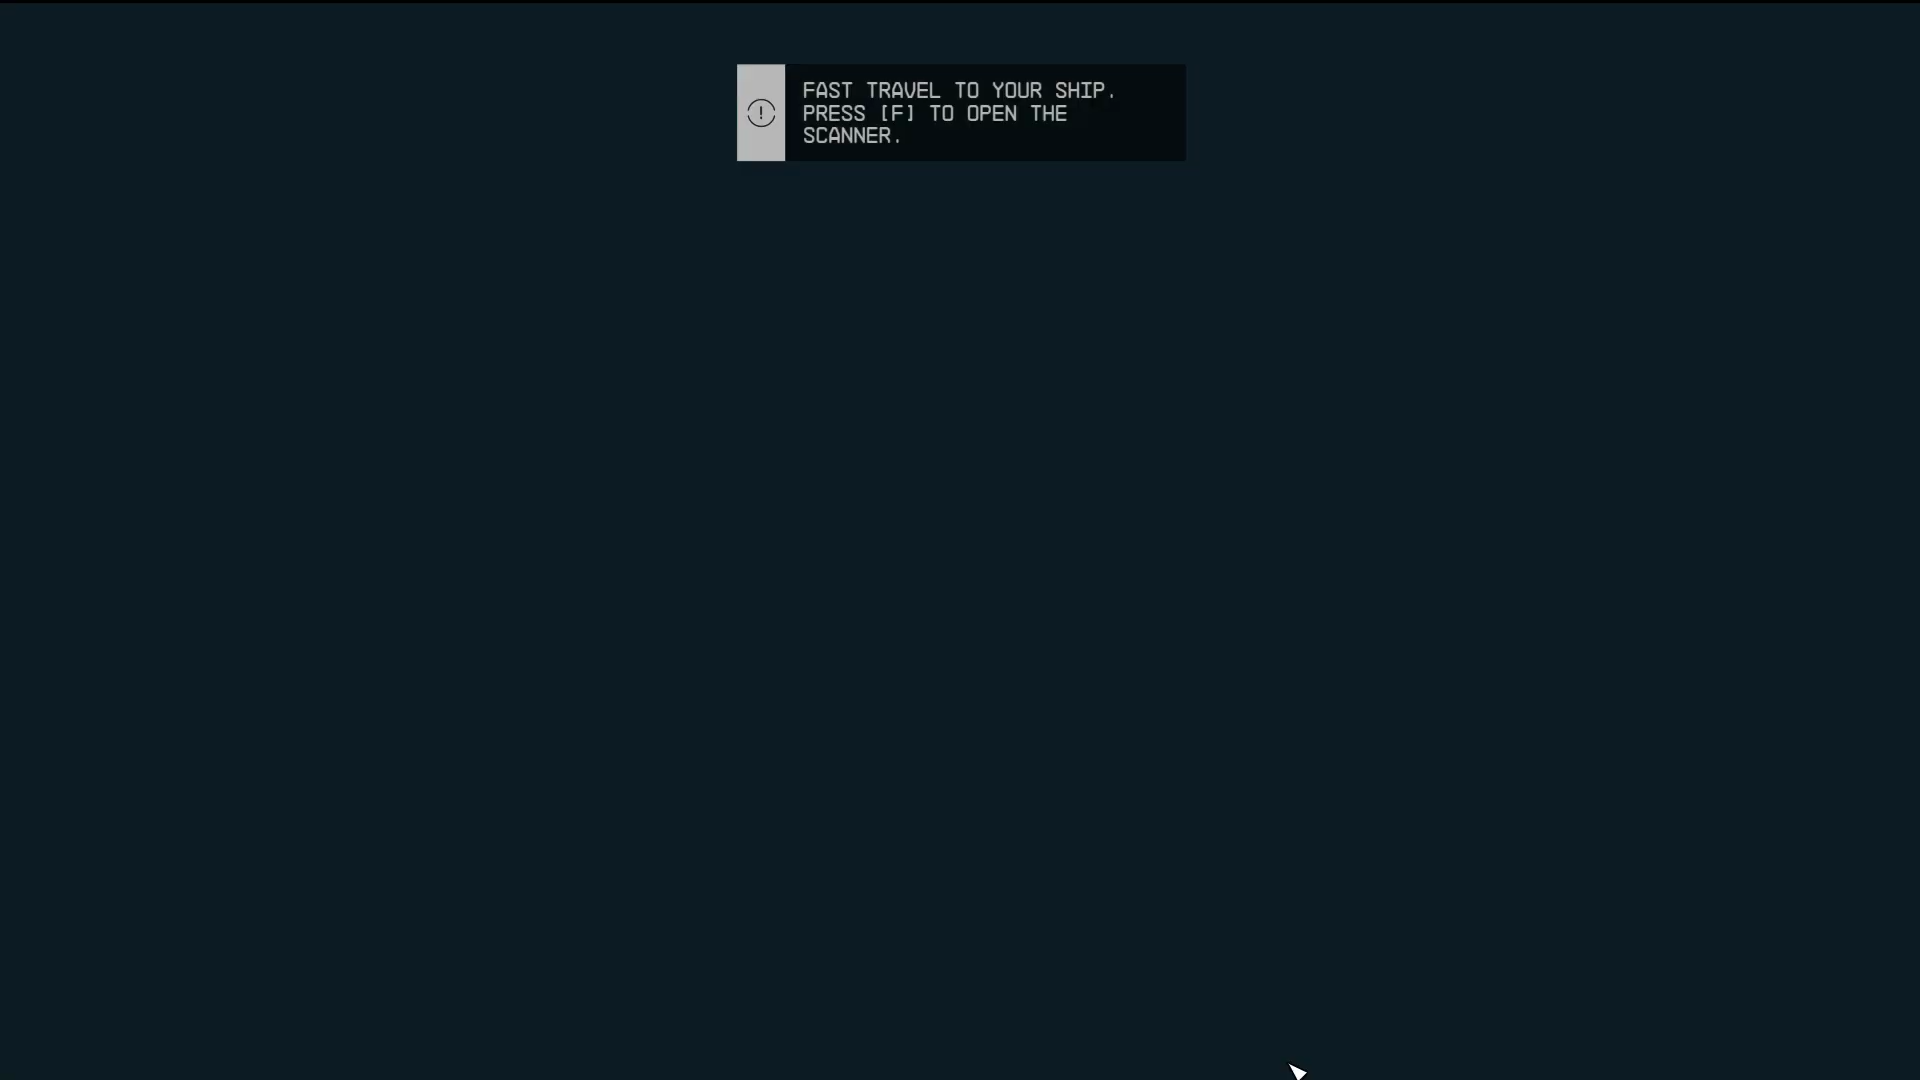 FAST TRAVEL TO YOUR SHIP.
PRESS [F] TO OPEN THE
SCANNER.